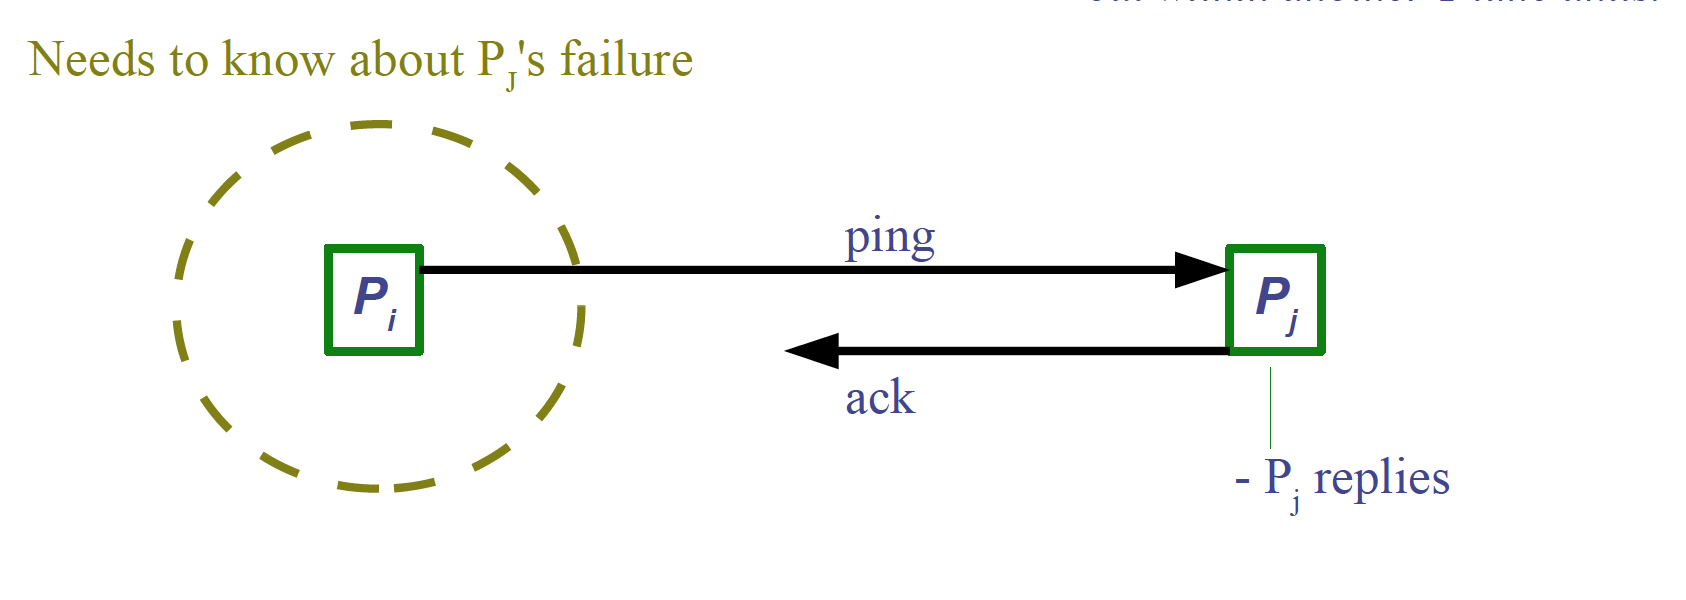 Needs to know about PJ's failure
ping
Pi
Pj
ack
- Pj replies